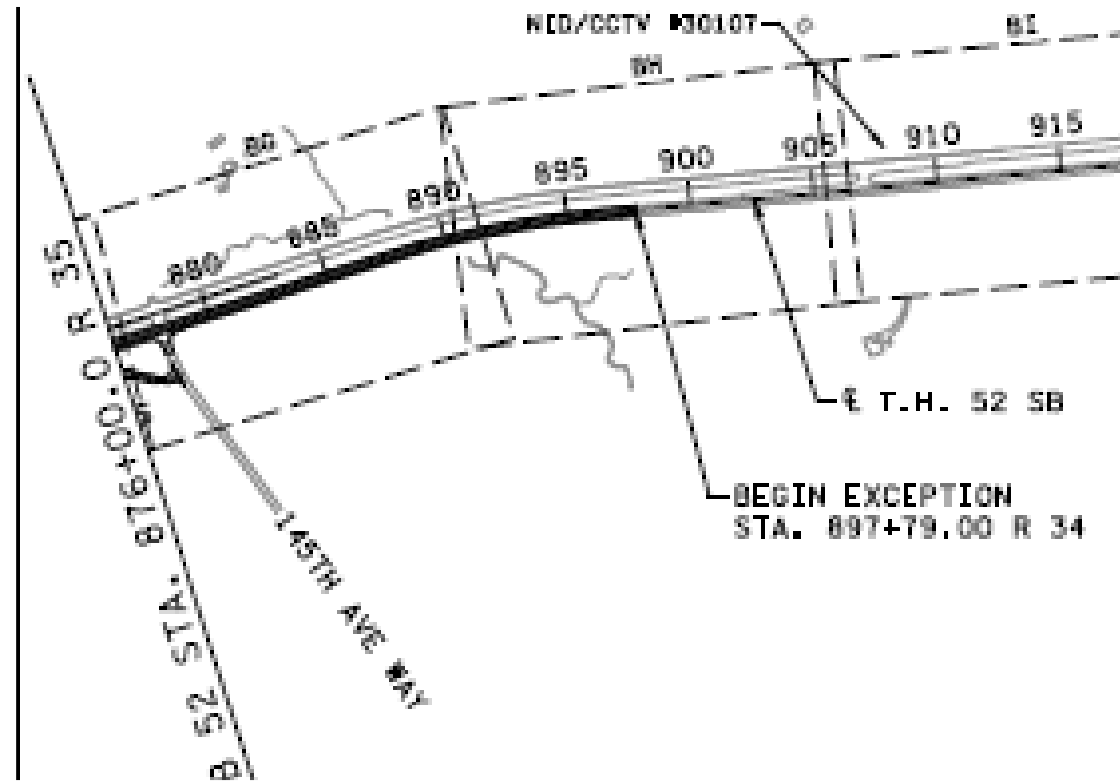 NID/CCTV #30107
BI
BH
BG
880
885
890
895
900
905
910
915
℄ T.H. 52 SB
BEGIN EXCEPTION
STA. 897+79.00 R 34
145TH AVE WAY
B 52 STA. 876+00.0 R 35